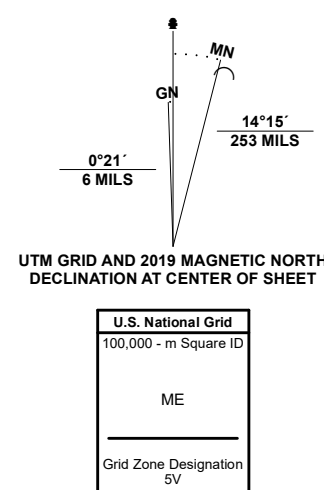 MN
GN
14°15´
253 MILS
0°21´
6 MILS
UTM GRID AND 2019 MAGNETIC NORTH
DECLINATION AT CENTER OF SHEET
U.S. National Grid
100,000 - m Square ID
ME
Grid Zone Designation
5V